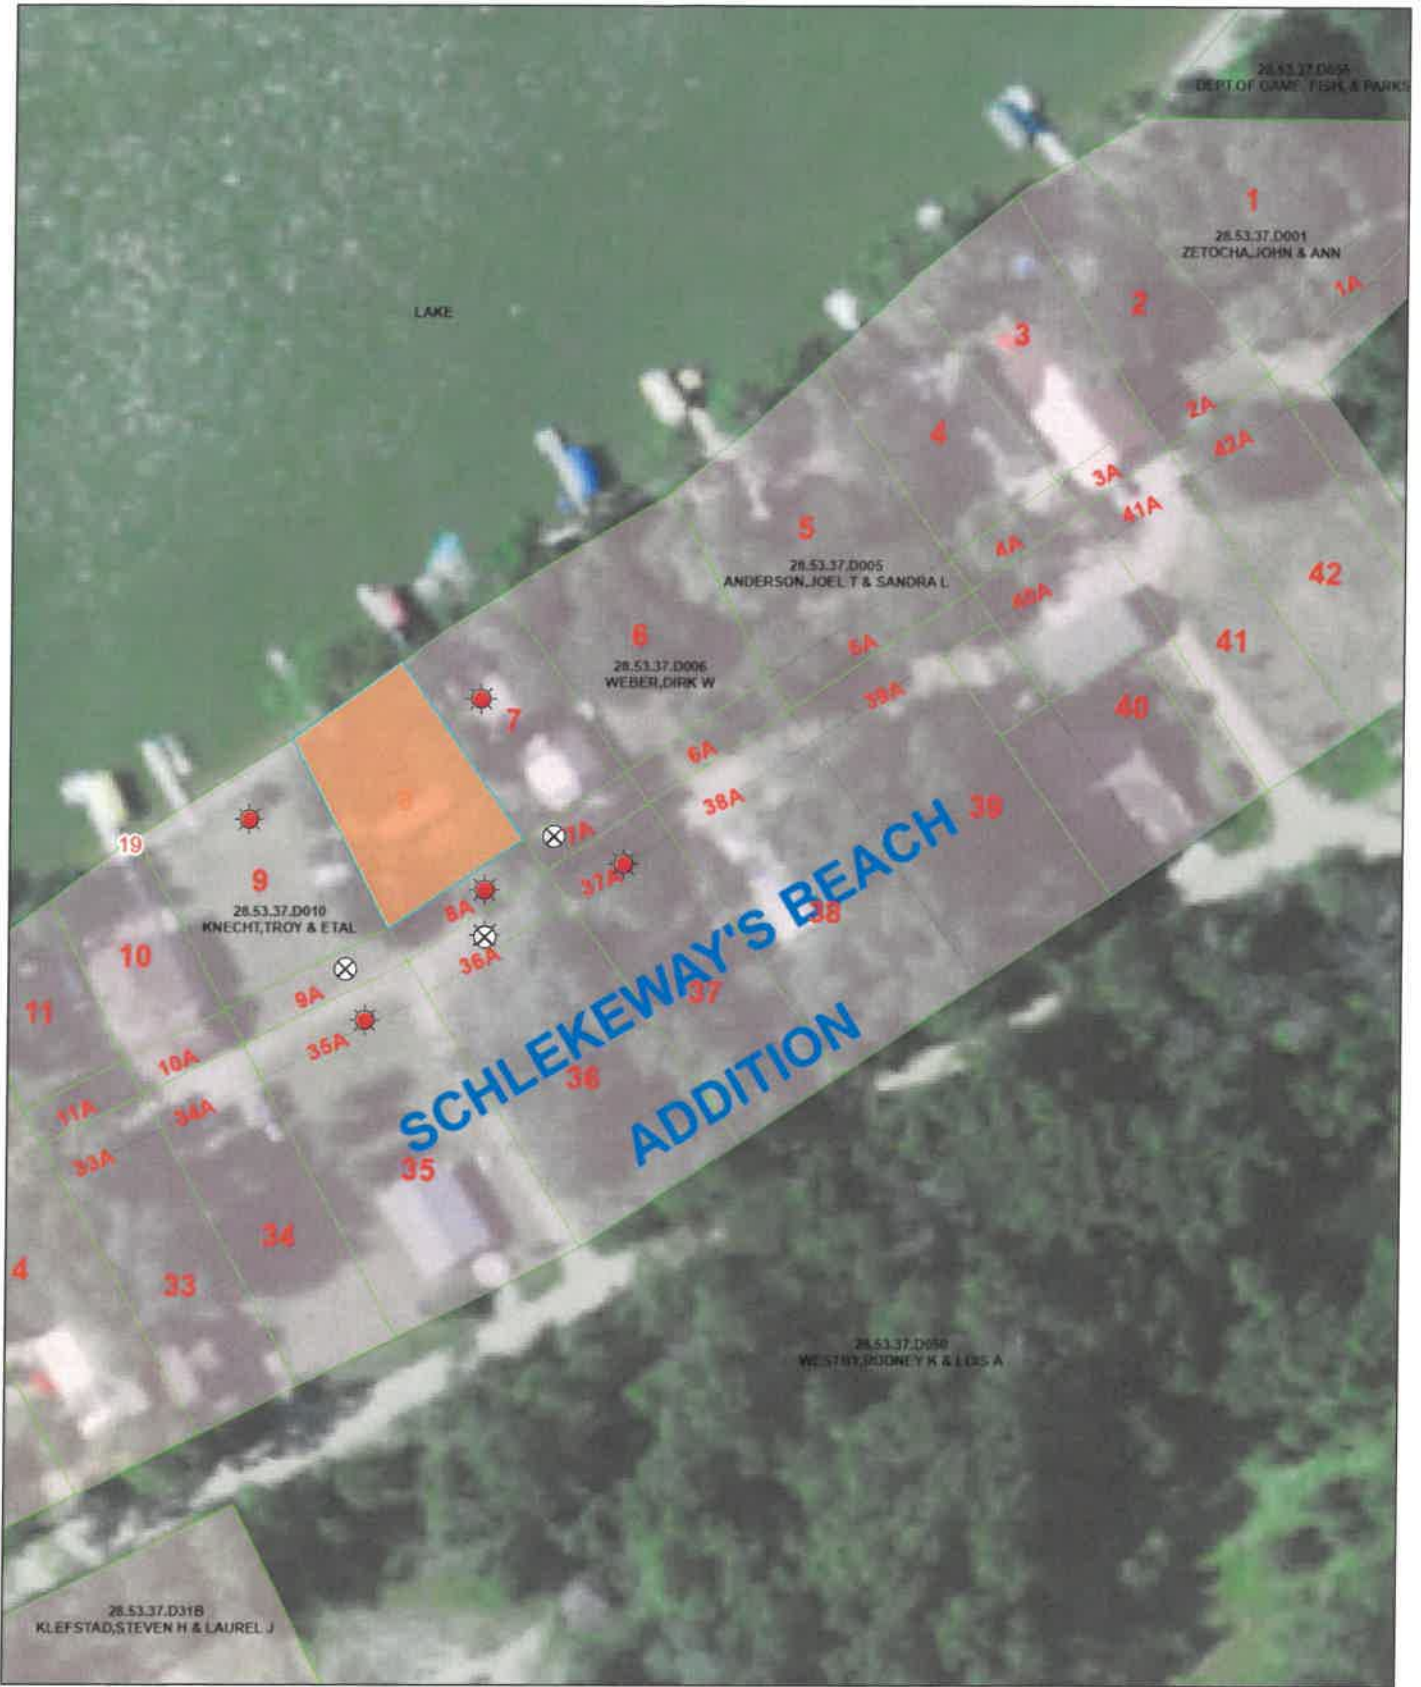 28.53.37.D055
DEPT.OF GAME, FISH, & PARKS
1
28.53.37.D001
ZETOCHA,JOHN & ANN
1A
LAKE
2
3
2A
42A
4
3A
41A
5
4A
28.53.37.D005
ANDERSON,JOEL T & SANDRA L
40A
42
6
5A
41
28.53.37.D006
WEBER,DIRK W
39A
40
7
6A
38A
39
8
7A
19
37A
9
28.53.37.D010
KNECHT,TROY & ETAL
8A
38
10
36A
9A
37
11
35A
10A
SCHLEKEWAY'S BEACH
ADDITION
36
11A
34A
33A
35
34
4
33
28.53.37.D050
WESTBY,RODNEY K & LOIS A
28.53.37.D31B
KLEFSTAD,STEVEN H & LAUREL J